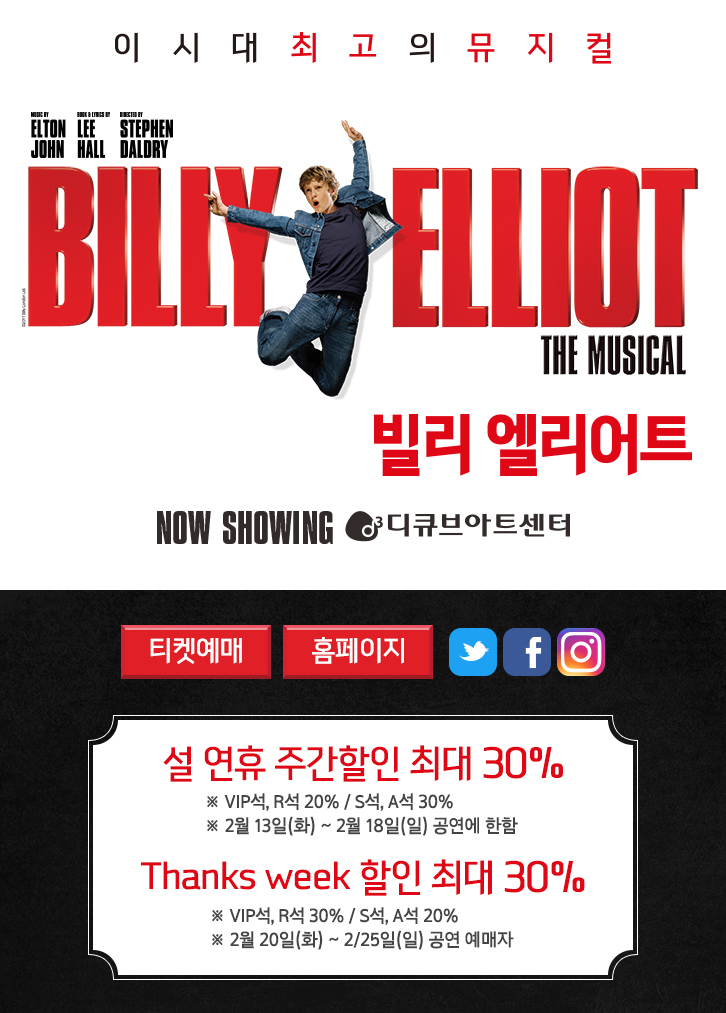 이 시대 최고의 뮤지컬
MUSIC BY ELTON JOHN
BOOK & LYRICS BY LEE HALL
DIRECTED BY STEPHEN DALDRY
BILLY ELLIOT
THE MUSICAL
빌리 엘리어트
NOW SHOWING 디큐브아트센터
티켓예매 홈페이지
설 연휴 주간할인 최대 30%
※ VIP석, R석 20% / S석, A석 30%
※ 2월 13일(화) ~ 2월 18일(일) 공연에 한함
Thanks week 할인 최대 30%
※ VIP석, R석 30% / S석, A석 20%
※ 2월 20일(화) ~ 2/25일(일) 공연 예매자